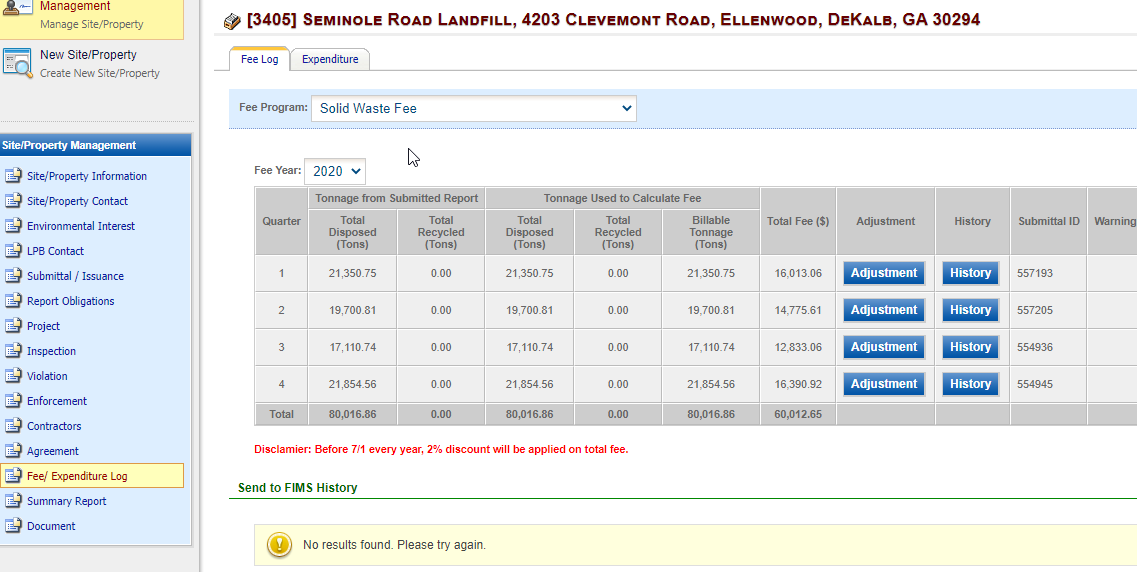 Management
Manage Site/Property
New Site/Property
Create New Site/Property
Site/Property Management
Site/Property Information
Site/Property Contact
Environmental Interest
LPB Contact
Submittal / Issuance
Report Obligations
Project
Inspection
Violation
Enforcement
Contractors
Agreement
Fee/ Expenditure Log
Summary Report
Document
[3405] Seminole Road Landfill, 4203 Clevemont Road, Ellenwood, DeKalb, GA 30294
Fee Log Expenditure
Fee Program: Solid Waste Fee
Fee Year: 2020
Quarter Tonnage from Submitted Report Tonnage Used to Calculate Fee Total Fee ($) Adjustment History Submittal ID Warning
Total Disposed (Tons) Total Recycled (Tons) Total Disposed (Tons) Total Recycled (Tons) Billable Tonnage (Tons)
1 21,350.75 0.00 21,350.75 0.00 21,350.75 16,013.06 Adjustment History 557193
2 19,700.81 0.00 19,700.81 0.00 19,700.81 14,775.61 Adjustment History 557205
3 17,110.74 0.00 17,110.74 0.00 17,110.74 12,833.06 Adjustment History 554936
4 21,854.56 0.00 21,854.56 0.00 21,854.56 16,390.92 Adjustment History 554945
Total 80,016.86 0.00 80,016.86 0.00 80,016.86 60,012.65
Disclamier: Before 7/1 every year, 2% discount will be applied on total fee.
Send to FIMS History
No results found. Please try again.